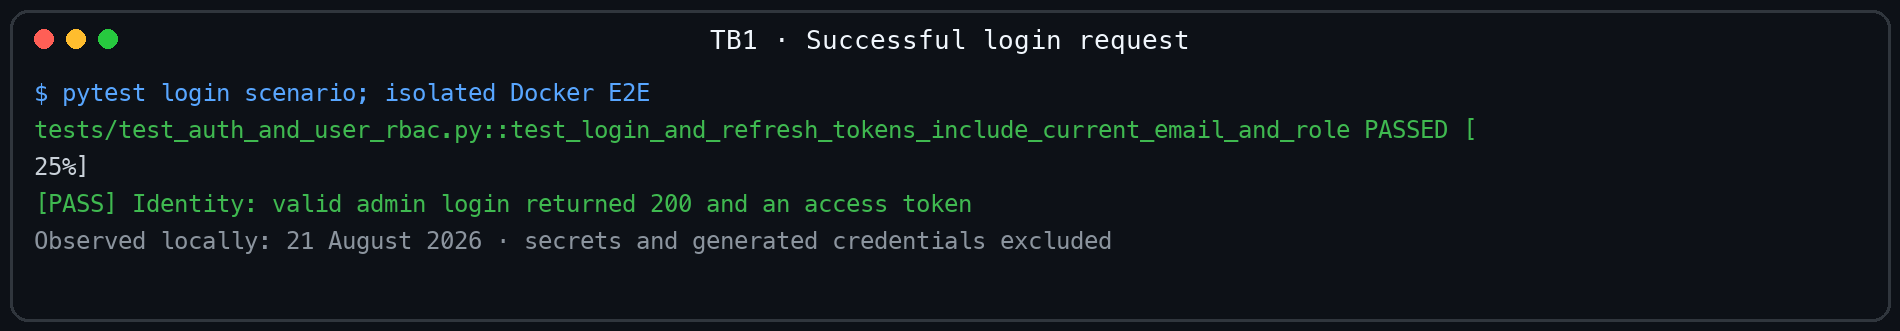 TB1 · Successful login request
$ pytest login scenario; isolated Docker E2E
tests/test_auth_and_user_rbac.py::test_login_and_refresh_tokens_include_current_email_and_role PASSED [
25%]
[PASS] Identity: valid admin login returned 200 and an access token
Observed locally: 21 August 2026 · secrets and generated credentials excluded